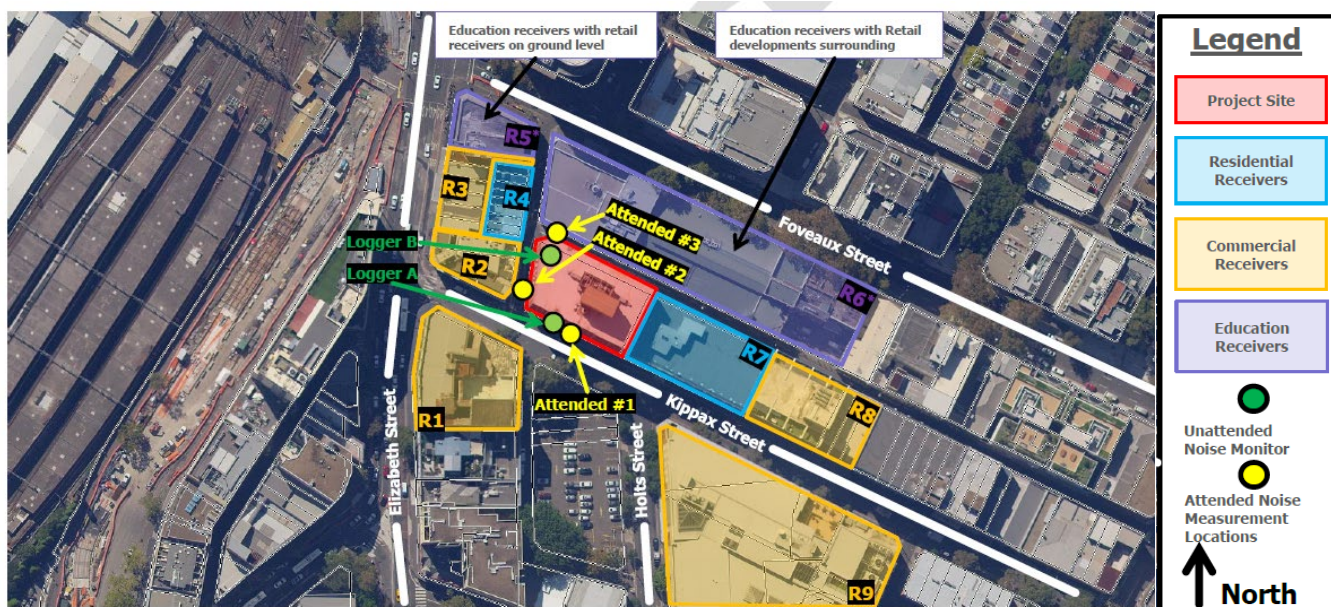 Education receivers with retail
receivers on ground level
Education receivers with Retail
developments surrounding
R5*
R3
R4
Attended #3
Attended #2
Logger B
Logger A
R2
Foveaux Street
R6*
R7
R1
Attended #1
Kippax Street
R8
Elizabeth Street
Holts Street
R9
Legend
Project Site
Residential
Receivers
Commercial
Receivers
Education
Receivers
Unattended
Noise Monitor
Attended Noise
Measurement
Locations
North